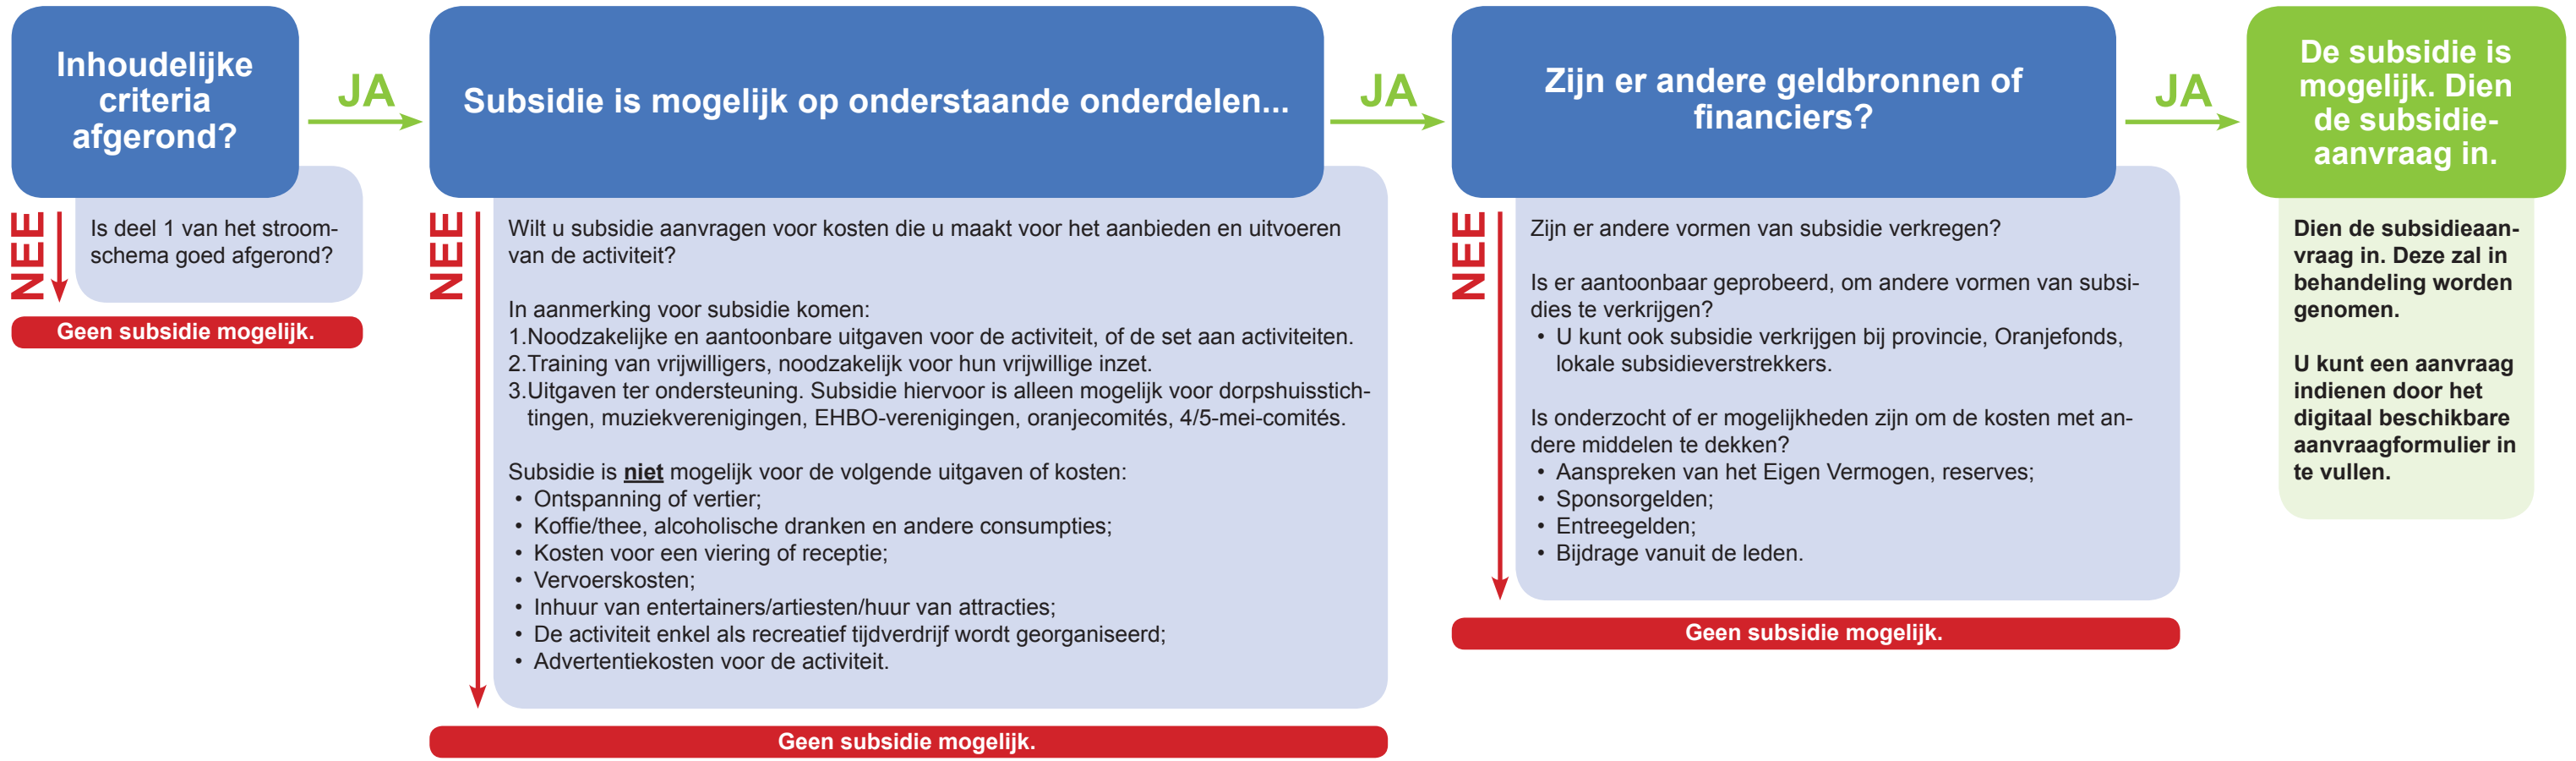 Inhoudelijke
criteria
afgerond?
JA
NEE
Is deel 1 van het stroom-
schema goed afgerond?
Geen subsidie mogelijk.
Subsidie is mogelijk op onderstaande onderdelen...
JA
NEE
Wilt u subsidie aanvragen voor kosten die u maakt voor het aanbieden en uitvoeren
van de activiteit?
In aanmerking voor subsidie komen:
1.Noodzakelijke en aantoonbare uitgaven voor de activiteit, of de set aan activiteiten.
2.Training van vrijwilligers, noodzakelijk voor hun vrijwillige inzet.
3.Uitgaven ter ondersteuning. Subsidie hiervoor is alleen mogelijk voor dorpshuisstich-
tingen, muziekverenigingen, EHBO-verenigingen, oranjecomités, 4/5-mei-comités.
Subsidie is niet mogelijk voor de volgende uitgaven of kosten:
• Ontspanning of vertier;
• Koffie/thee, alcoholische dranken en andere consumpties;
• Kosten voor een viering of receptie;
• Vervoerskosten;
• Inhuur van entertainers/artiesten/huur van attracties;
• De activiteit enkel als recreatief tijdverdrijf wordt georganiseerd;
• Advertentiekosten voor de activiteit.
Geen subsidie mogelijk.
Zijn er andere geldbronnen of
financiers?
JA
NEE
Zijn er andere vormen van subsidie verkregen?
Is er aantoonbaar geprobeerd, om andere vormen van subsi-
dies te verkrijgen?
• U kunt ook subsidie verkrijgen bij provincie, Oranjefonds,
lokale subsidieverstrekkers.
Is onderzocht of er mogelijkheden zijn om de kosten met an-
dere middelen te dekken?
• Aanspreken van het Eigen Vermogen, reserves;
• Sponsorgelden;
• Entreegelden;
• Bijdrage vanuit de leden.
Geen subsidie mogelijk.
De subsidie is
mogelijk. Dien
de subsidie-
aanvraag in.
Dien de subsidieaan-
vraag in. Deze zal in
behandeling worden
genomen.
U kunt een aanvraag
indienen door het
digitaal beschikbare
aanvraagformulier in
te vullen.